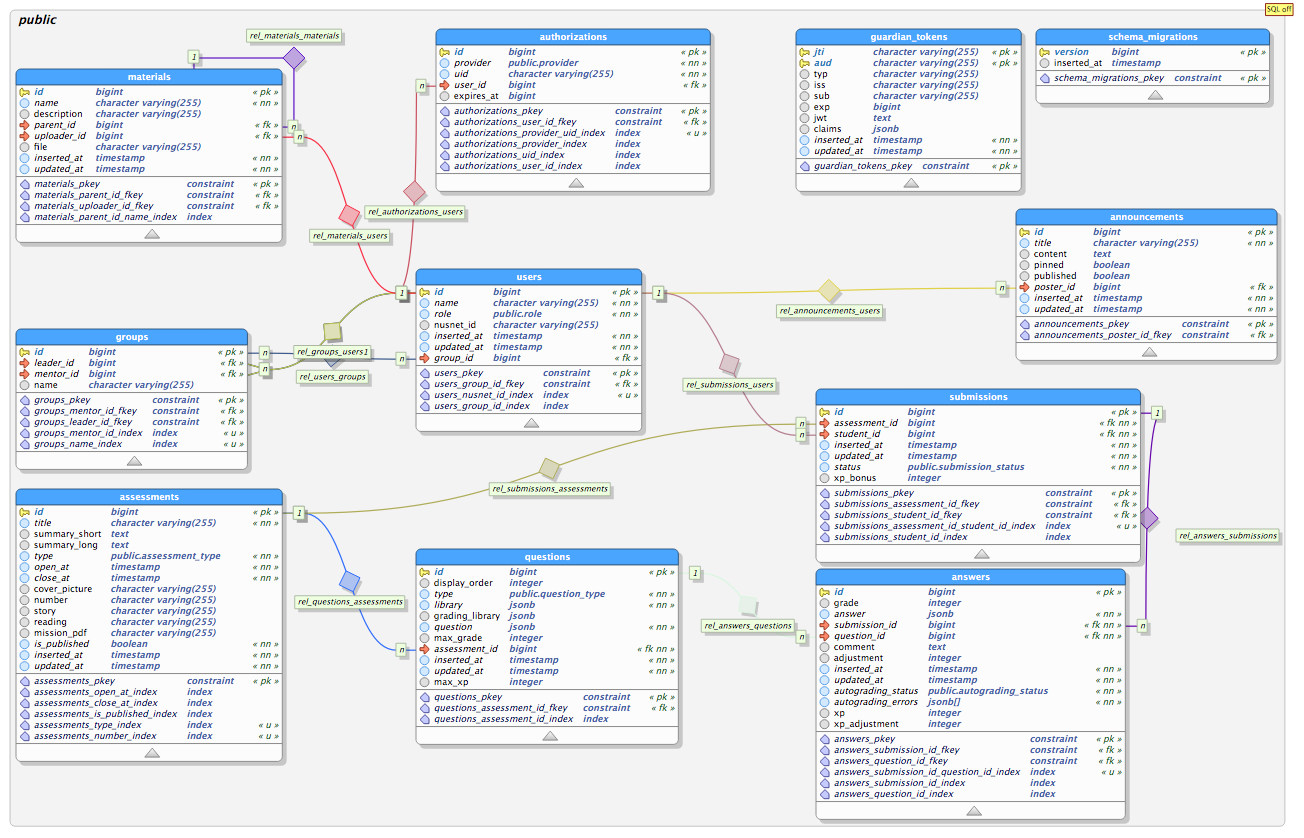 public
SQL off
rel_materials_materials
1
n
materials
id bigint « pk »
name character varying(255) « nn »
description character varying(255)
parent_id bigint « fk »
uploader_id bigint « fk »
file character varying(255)
inserted_at timestamp « nn »
updated_at timestamp « nn »
materials_pkey constraint « pk »
materials_parent_id_fkey constraint « fk »
materials_uploader_id_fkey constraint « fk »
materials_parent_id_name_index index
n
rel_materials_users
authorizations
id bigint « pk »
provider public.provider « nn »
uid character varying(255) « nn »
user_id bigint « fk »
expires_at bigint
authorizations_pkey constraint « pk »
authorizations_user_id_fkey constraint « fk »
authorizations_provider_uid_index index « u »
authorizations_provider_index index
authorizations_uid_index index
authorizations_user_id_index index
n
rel_authorizations_users
guardian_tokens
jti character varying(255) « pk »
aud character varying(255) « pk »
typ character varying(255)
iss character varying(255)
sub character varying(255)
exp bigint
jwt text
claims jsonb
inserted_at timestamp « nn »
updated_at timestamp « nn »
guardian_tokens_pkey constraint « pk »
schema_migrations
version bigint « pk »
inserted_at timestamp
schema_migrations_pkey constraint « pk »
announcements
id bigint « pk »
title character varying(255) « nn »
content text
pinned boolean
published boolean
poster_id bigint « fk »
inserted_at timestamp « nn »
updated_at timestamp « nn »
announcements_pkey constraint « pk »
announcements_poster_id_fkey constraint « fk »
n
rel_announcements_users
1
1
users
id bigint « pk »
name character varying(255) « nn »
role public.role « nn »
nusnet_id character varying(255)
inserted_at timestamp « nn »
updated_at timestamp « nn »
group_id bigint « fk »
users_pkey constraint « pk »
users_group_id_fkey constraint « fk »
users_nusnet_id_index index « u »
users_group_id_index index
n
rel_groups_users1
rel_users_groups
n
n
groups
id bigint « pk »
leader_id bigint « fk »
mentor_id bigint « fk »
name character varying(255)
groups_pkey constraint « pk »
groups_mentor_id_fkey constraint « fk »
groups_leader_id_fkey constraint « fk »
groups_mentor_id_index index « u »
groups_name_index index « u »
rel_submissions_users
submissions
id bigint « pk »
assessment_id bigint « fk nn »
student_id bigint « fk nn »
inserted_at timestamp « nn »
updated_at timestamp « nn »
status public.submission_status « nn »
xp_bonus integer
submissions_pkey constraint « pk »
submissions_assessment_id_fkey constraint « fk »
submissions_student_id_fkey constraint « fk »
submissions_assessment_id_student_id_index index « u »
submissions_student_id_index index
n
n
1
rel_submissions_assessments
rel_answers_submissions
assessments
id bigint « pk »
title character varying(255) « nn »
summary_short text
summary_long text
type public.assessment_type « nn »
open_at timestamp « nn »
close_at timestamp « nn »
cover_picture character varying(255)
number character varying(255)
story character varying(255)
reading character varying(255)
mission_pdf character varying(255)
is_published boolean « nn »
inserted_at timestamp « nn »
updated_at timestamp « nn »
assessments_pkey constraint « pk »
assessments_open_at_index index
assessments_close_at_index index
assessments_is_published_index index
assessments_type_index index « u »
assessments_number_index index « u »
1
rel_questions_assessments
n
questions
id bigint « pk »
display_order integer
type public.question_type « nn »
library jsonb « nn »
grading_library jsonb
question jsonb « nn »
max_grade integer
assessment_id bigint « fk nn »
inserted_at timestamp « nn »
updated_at timestamp « nn »
max_xp integer
questions_pkey constraint « pk »
questions_assessment_id_fkey constraint « fk »
questions_assessment_id_index index
1
rel_answers_questions
n
answers
id bigint « pk »
grade integer
answer jsonb « nn »
submission_id bigint « fk nn »
question_id bigint « fk nn »
comment text
adjustment integer
inserted_at timestamp « nn »
updated_at timestamp « nn »
autograding_status public.autograding_status « nn »
autograding_errors jsonb[] « nn »
xp integer
xp_adjustment integer
answers_pkey constraint « pk »
answers_submission_id_fkey constraint « fk »
answers_question_id_fkey constraint « fk »
answers_submission_id_question_id_index index « u »
answers_submission_id_index index
answers_question_id_index index
n